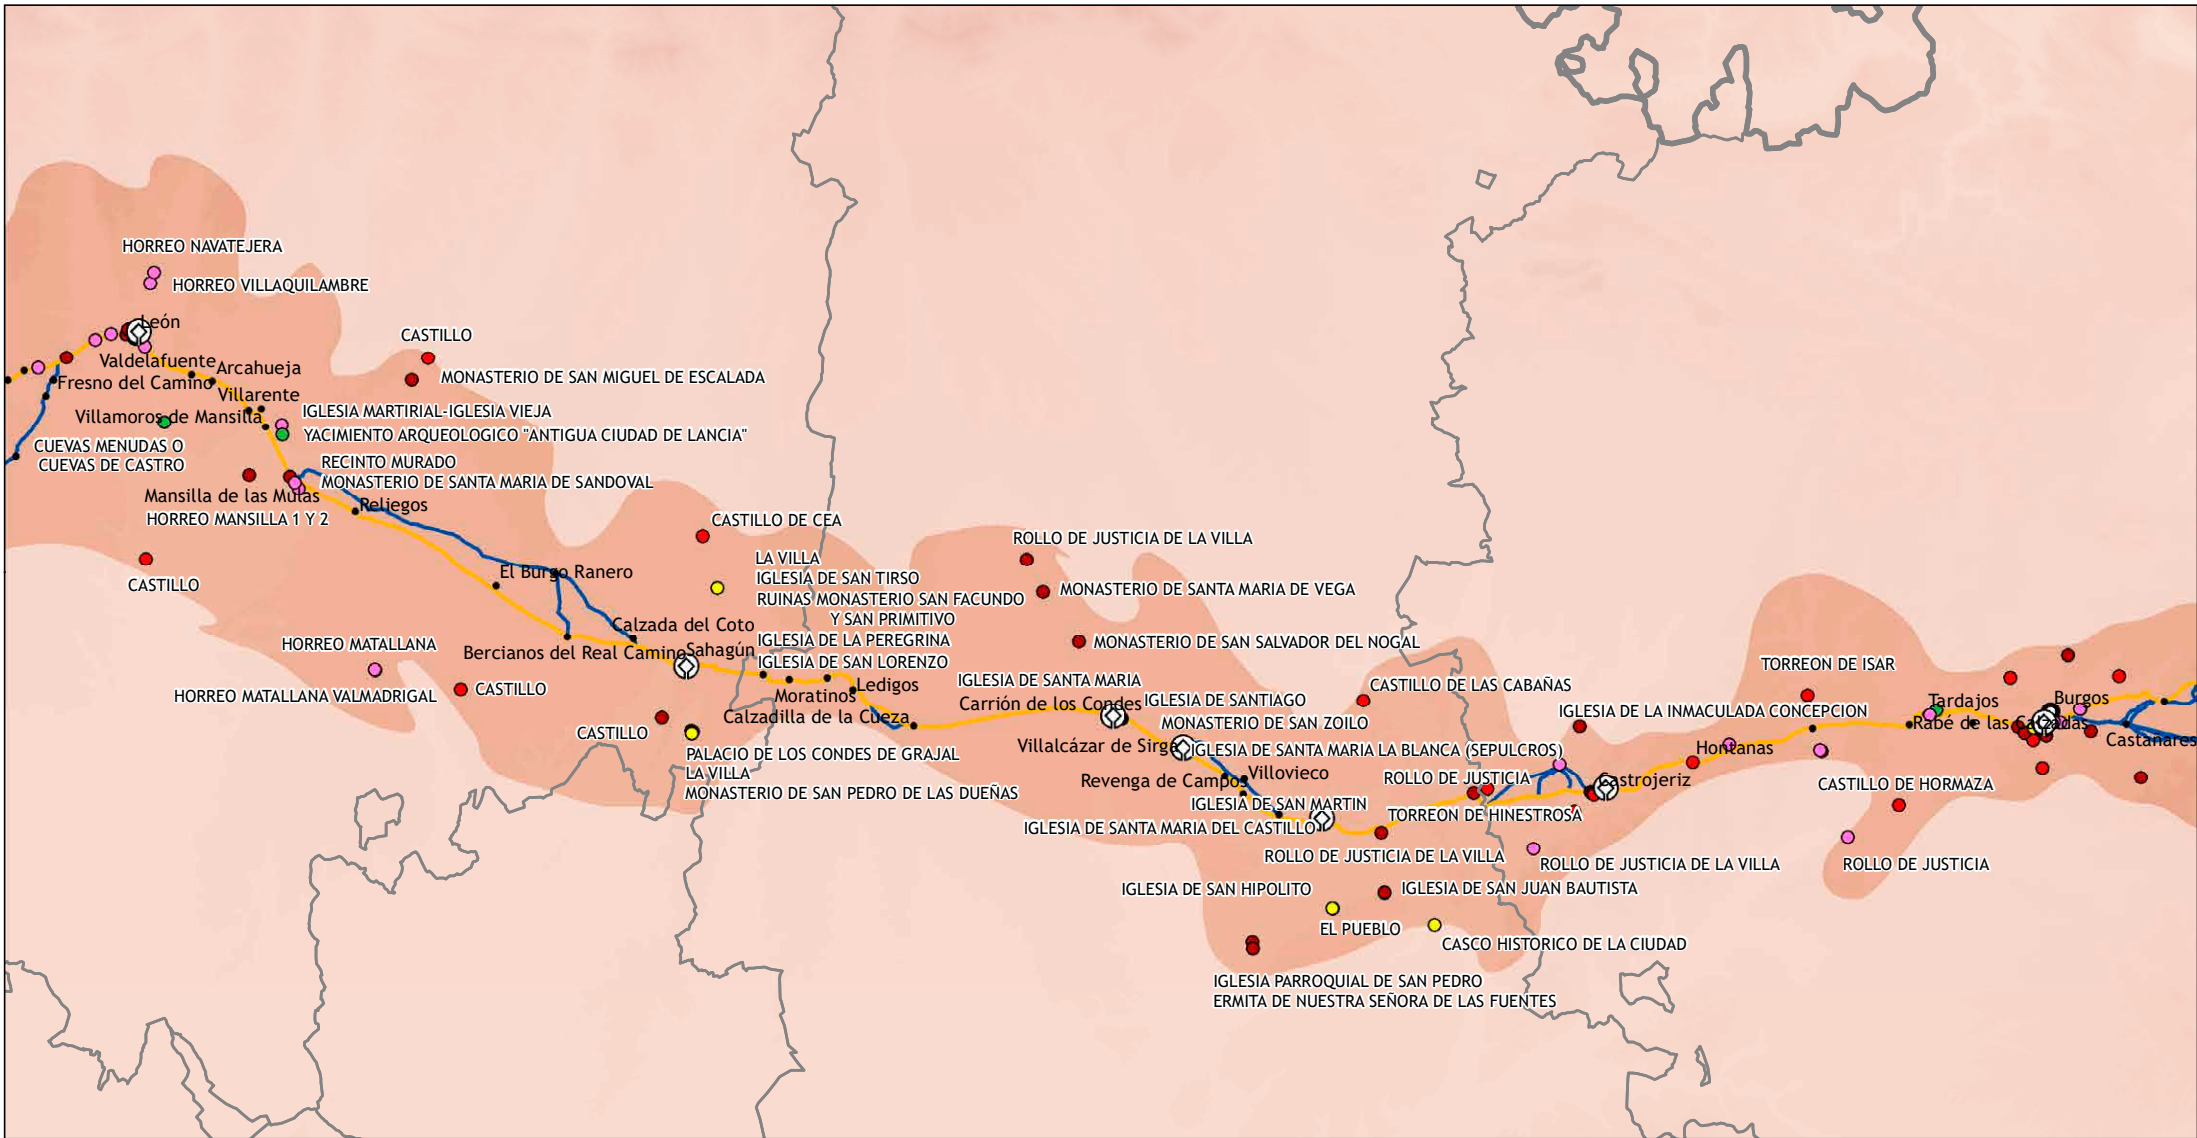 HORREO NAVATEJERA
HORREO VILLAQUILAMBRE
León
CASTILLO
Valdelafuente
Arcahueja
MONASTERIO DE SAN MIGUEL DE ESCALADA
Fresno del Camino
Villarente
IGLESIA MARTIRIAL-IGLESIA VIEJA
Villamoros de Mansilla
YACIMIENTO ARQUEOLOGICO "ANTIGUA CIUDAD DE LANCIA"
CUEVAS MENUDAS O
CUEVAS DE CASTRO
RECINTO MURADO
MONASTERIO DE SANTA MARIA DE SANDOVAL
Mansilla de las Mulas
Reliegos
HORREO MANSILLA 1 Y 2
CASTILLO DE CEA
CASTILLO
El Burgo Ranero
LA VILLA
IGLESIA DE SAN TIRSO
RUINAS MONASTERIO SAN FACUNDO
Y SAN PRIMITIVO
ROLLO DE JUSTICIA DE LA VILLA
MONASTERIO DE SANTA MARIA DE VEGA
Calzada del Coto
IGLESIA DE LA PEREGRINA
MONASTERIO DE SAN SALVADOR DEL NOGAL
HORREO MATALLANA
Bercianos del Real Camino
Sahagún
IGLESIA DE SAN LORENZO
HORREO MATALLANA VALMADRIGAL
CASTILLO
Moratinos
Ledigos
IGLESIA DE SANTA MARIA
CASTILLO DE LAS CABAÑAS
TORREON DE ISAR
Carrión de los Condes
IGLESIA DE SANTIAGO
Calzadilla de la Cueza
MONASTERIO DE SAN ZOILO
IGLESIA DE LA INMACULADA CONCEPCION
Tardajos
Burgos
Rabé de las Calzadas
Castañares
CASTILLO
Villalcázar de Sirga
IGLESIA DE SANTA MARIA LA BLANCA (SEPULCROS)
Hontanas
PALACIO DE LOS CONDES DE GRAJAL
LA VILLA
MONASTERIO DE SAN PEDRO DE LAS DUEÑAS
Revenga de Campos
Villovieco
ROLLO DE JUSTICIA
Castrojeriz
CASTILLO DE HORMAZA
IGLESIA DE SAN MARTIN
TORREON DE HINESTROSA
IGLESIA DE SANTA MARIA DEL CASTILLO
ROLLO DE JUSTICIA DE LA VILLA
ROLLO DE JUSTICIA DE LA VILLA
ROLLO DE JUSTICIA
IGLESIA DE SAN HIPOLITO
IGLESIA DE SAN JUAN BAUTISTA
EL PUEBLO
CASCO HISTORICO DE LA CIUDAD
IGLESIA PARROQUIAL DE SAN PEDRO
ERMITA DE NUESTRA SEÑORA DE LAS FUENTES